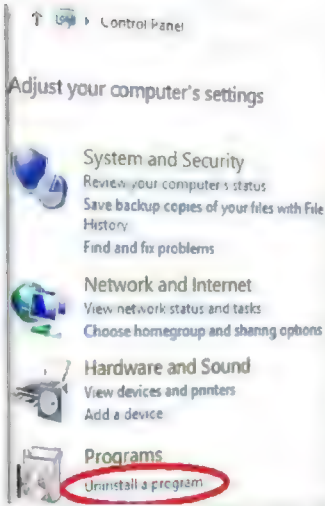 Control Panel
Adjust your computer's settings
System and Security
Review your computer's status
Save backup copies of your files with File
History
Find and fix problems
Network and Internet
View network status and tasks
Choose homegroup and sharing options
Hardware and Sound
View devices and printers
Add a device
Programs
Uninstall a program